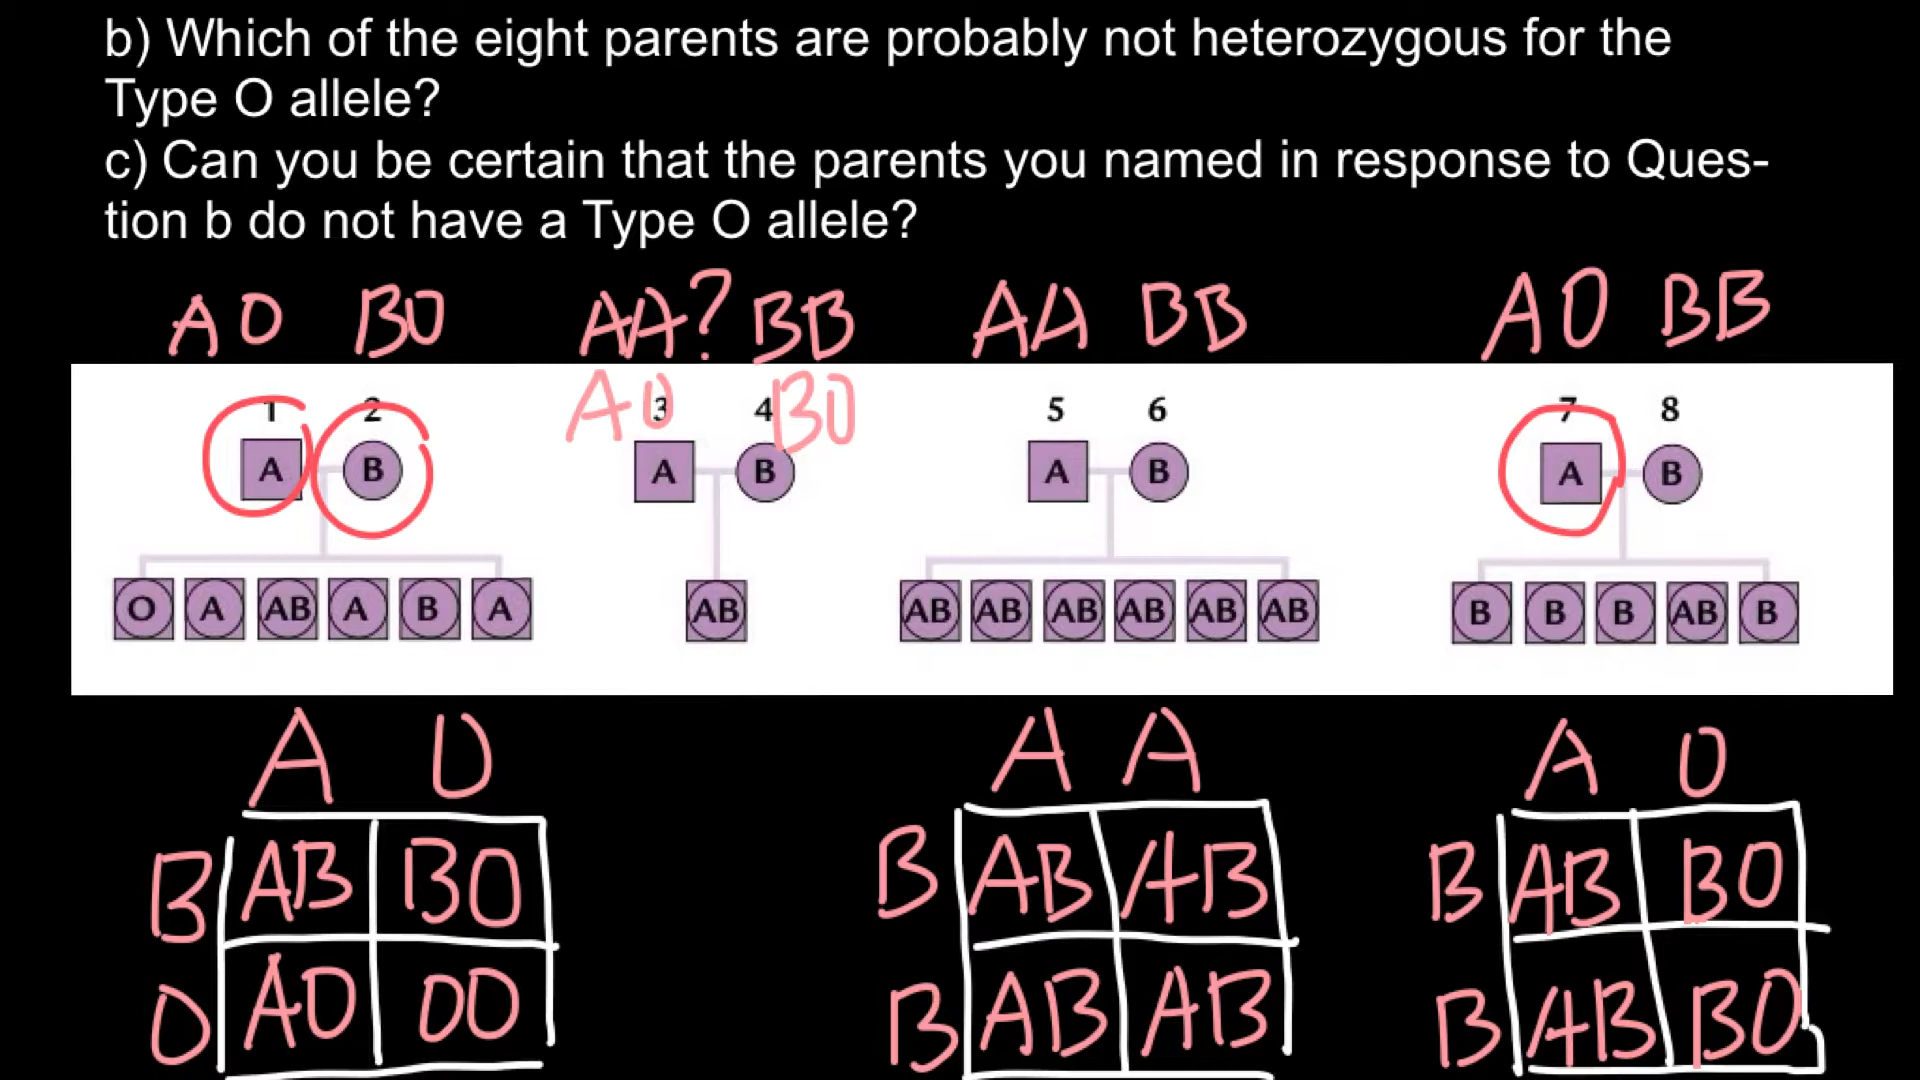 b) Which of the eight parents are probably not heterozygous for the
Type O allele?
c) Can you be certain that the parents you named in response to Ques-
tion b do not have a Type O allele?
AO BO AA? BB AA BB AO BB
AO BO
1 2 3 4 5 6 7 8
A B A B A B A B
O A AB A B A AB AB AB AB AB AB AB B B B AB B
A O A A A O
B AB BO B AB AB B AB BO
O AO OO B AB AB B AB BO